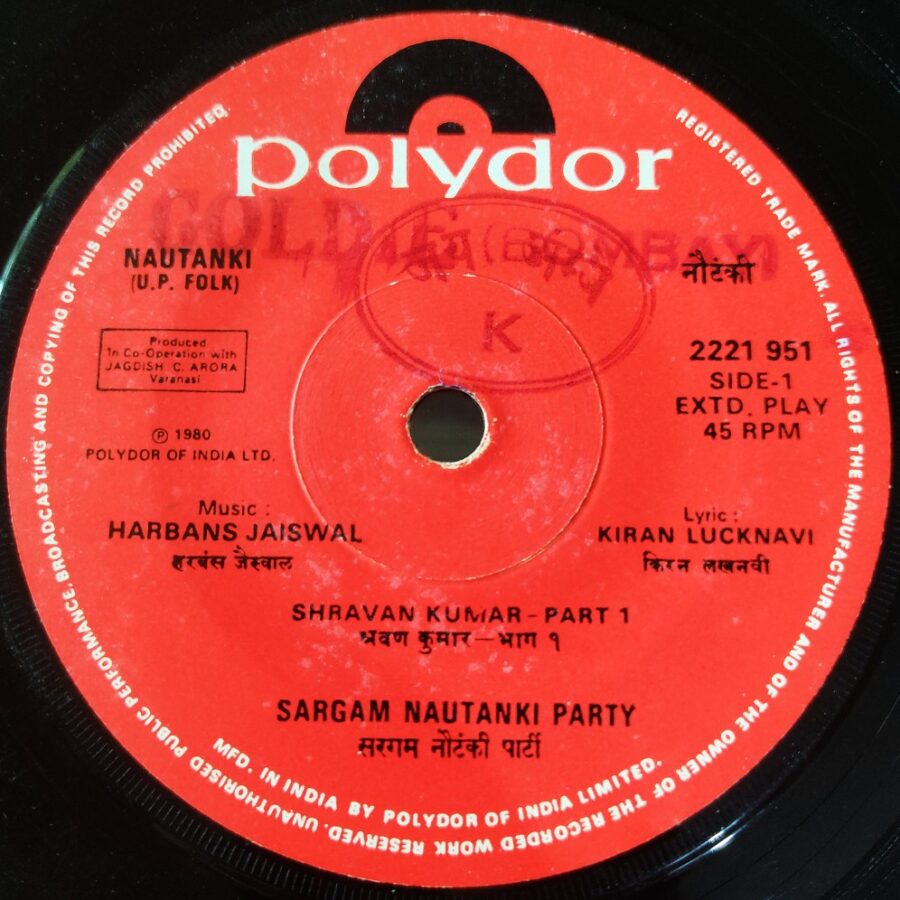 polydor
GOLDIE (BOMBAY)
K
NAUTANKI
(U.P. FOLK)
नौटंकी
Produced
In Co-Operation with
JAGDISH C. ARORA
Varanasi
2221 951
SIDE-1
EXTD. PLAY
45 RPM
℗ 1980
POLYDOR OF INDIA LTD.
Music :
HARBANS JAISWAL
हरबंस जैस्वाल
Lyric :
KIRAN LUCKNAVI
किरन लखनवी
SHRAVAN KUMAR - PART 1
श्रवण कुमार — भाग १
SARGAM NAUTANKI PARTY
सरगम नौटंकी पार्टी
MFD. IN INDIA BY POLYDOR OF INDIA LIMITED.
REGISTERED TRADE MARK. ALL RIGHTS OF THE MANUFACTURER AND OF THE OWNER OF THE RECORDED WORK RESERVED. UNAUTHORISED PUBLIC PERFORMANCE, BROADCASTING AND COPYING OF THIS RECORD PROHIBITED.